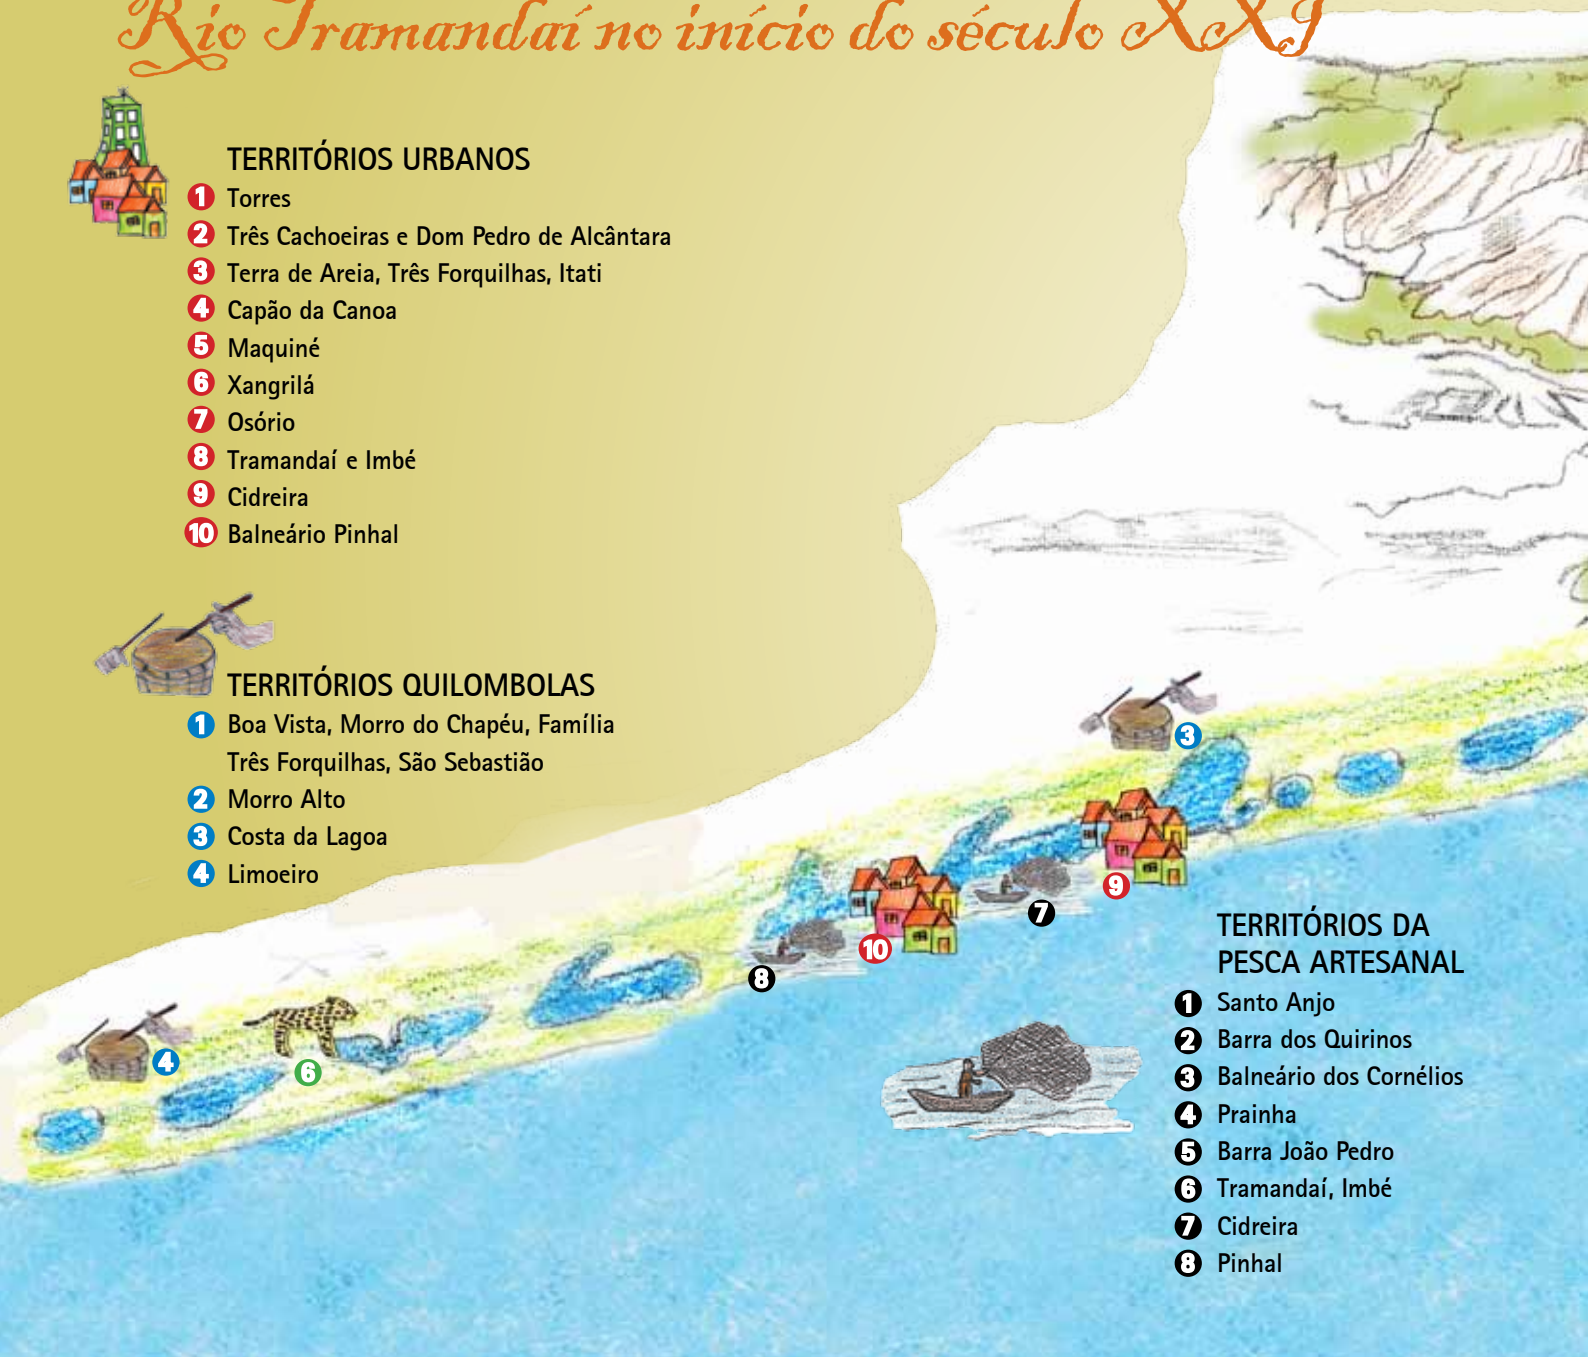 Rio Tramandaí no início do século XXI
TERRITÓRIOS URBANOS
1 Torres
2 Três Cachoeiras e Dom Pedro de Alcântara
3 Terra de Areia, Três Forquilhas, Itati
4 Capão da Canoa
5 Maquiné
6 Xangrilá
7 Osório
8 Tramandaí e Imbé
9 Cidreira
10 Balneário Pinhal
TERRITÓRIOS QUILOMBOLAS
1 Boa Vista, Morro do Chapéu, Família
Três Forquilhas, São Sebastião
2 Morro Alto
3 Costa da Lagoa
4 Limoeiro
3
9
7
10
8
6
4
TERRITÓRIOS DA
PESCA ARTESANAL
1 Santo Anjo
2 Barra dos Quirinos
3 Balneário dos Cornélios
4 Prainha
5 Barra João Pedro
6 Tramandaí, Imbé
7 Cidreira
8 Pinhal